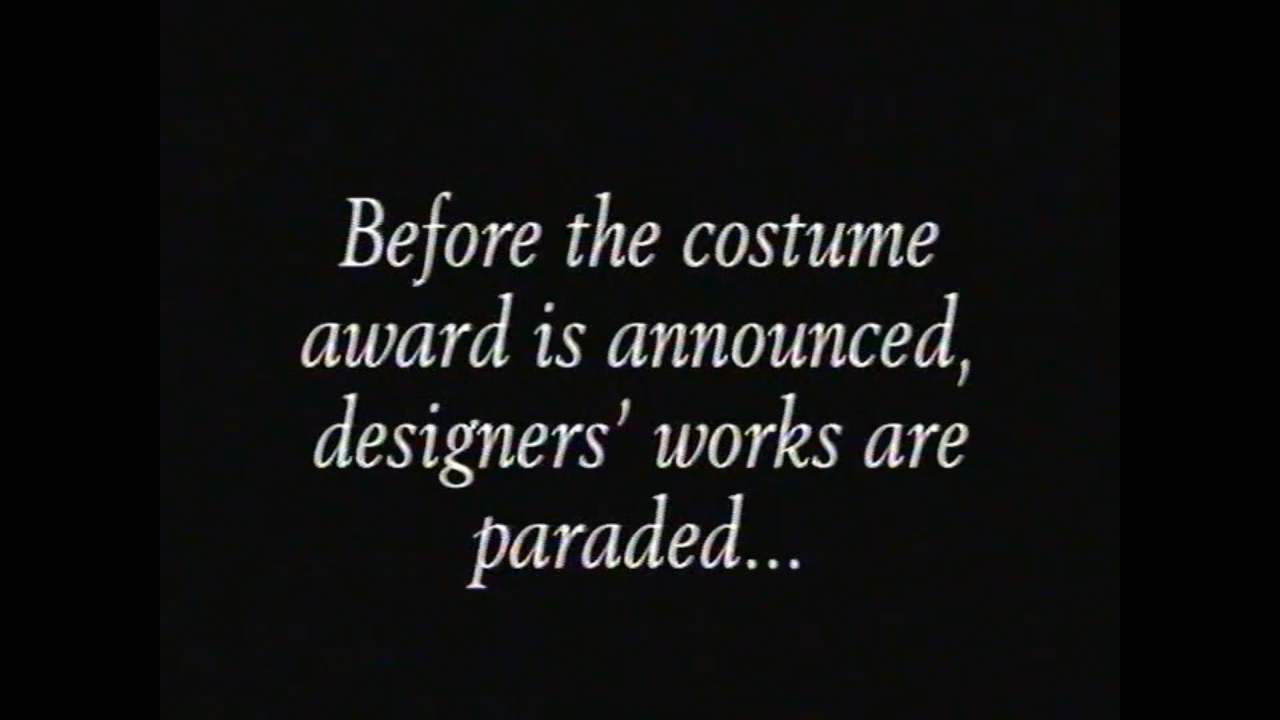 Before the costume
award is announced,
designers’ works are
paraded...